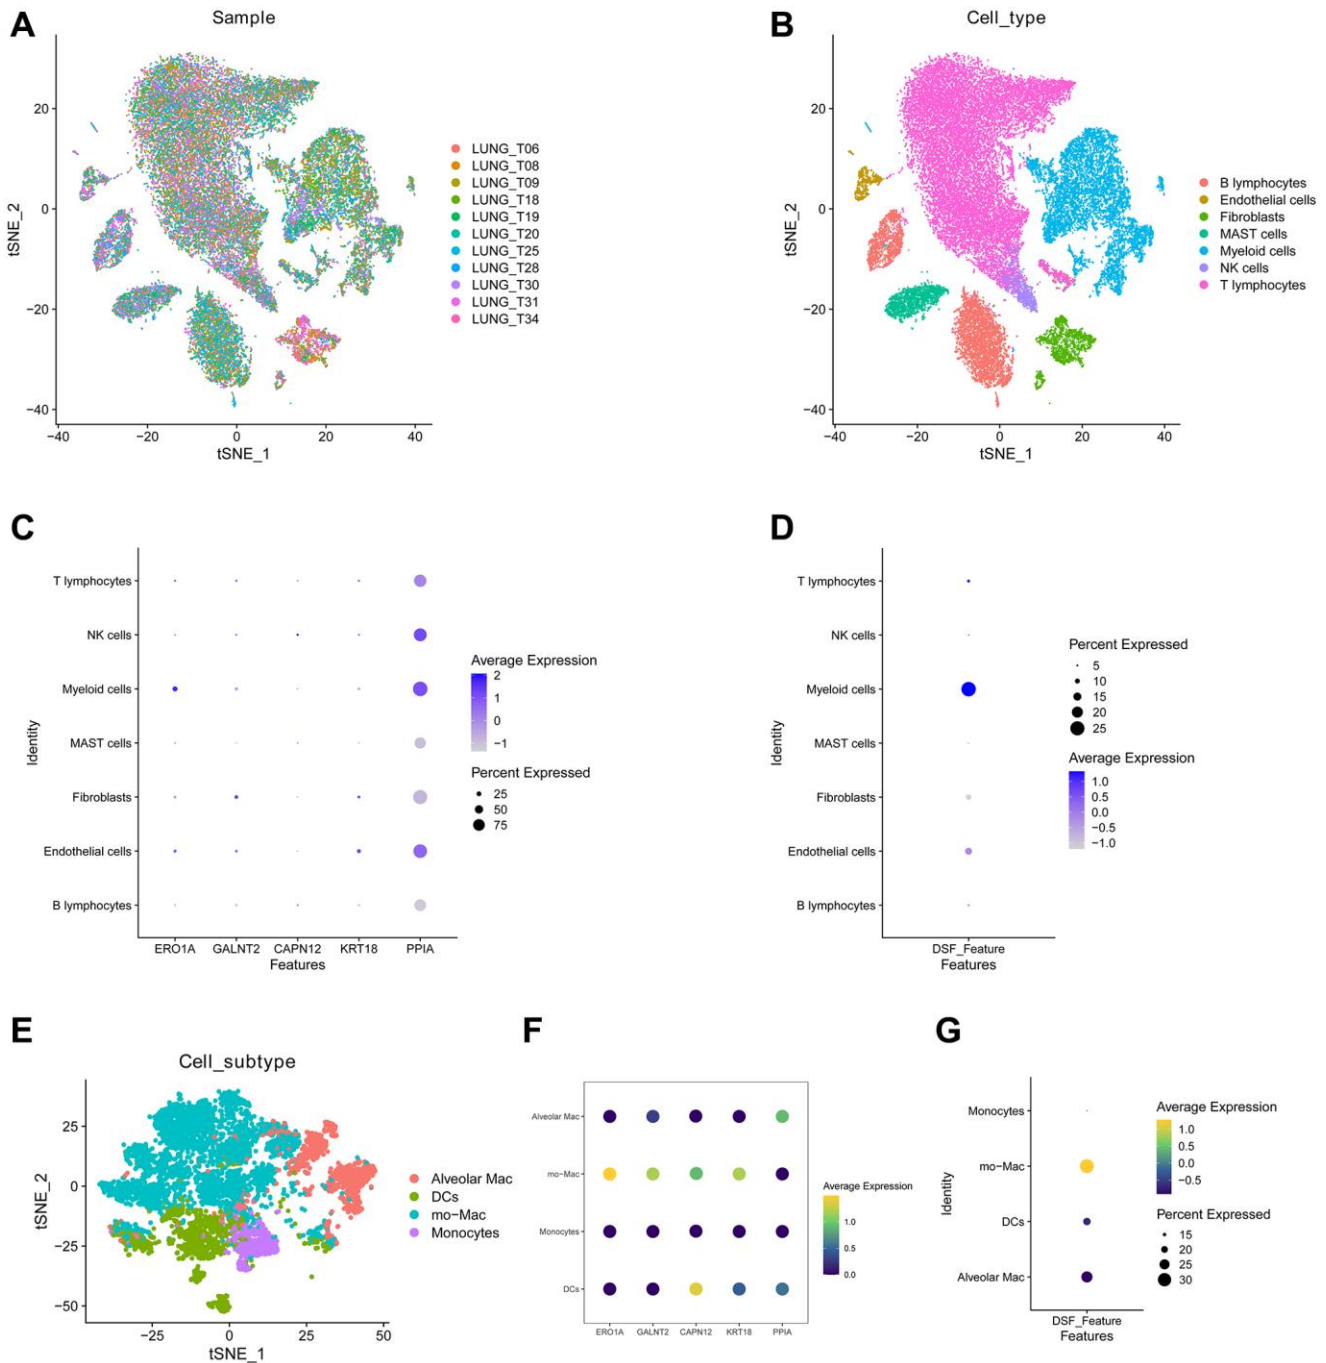 A
Sample
20
0
−20
−40
−40
−20
0
20
40
tSNE_2
tSNE_1
LUNG_T06
LUNG_T08
LUNG_T09
LUNG_T18
LUNG_T19
LUNG_T20
LUNG_T25
LUNG_T28
LUNG_T30
LUNG_T31
LUNG_T34
B
Cell_type
20
0
−20
−40
−40
−20
0
20
40
tSNE_2
tSNE_1
B lymphocytes
Endothelial cells
Fibroblasts
MAST cells
Myeloid cells
NK cells
T lymphocytes
C
T lymphocytes
NK cells
Myeloid cells
MAST cells
Fibroblasts
Endothelial cells
B lymphocytes
Identity
ERO1A
GALNT2
CAPN12
KRT18
PPIA
Features
Average Expression
2
1
0
−1
Percent Expressed
25
50
75
D
T lymphocytes
NK cells
Myeloid cells
MAST cells
Fibroblasts
Endothelial cells
B lymphocytes
Identity
DSF_Feature
Features
Percent Expressed
5
10
15
20
25
Average Expression
1.0
0.5
0.0
−0.5
−1.0
E
Cell_subtype
25
0
−25
−50
−25
0
25
50
tSNE_2
tSNE_1
Alveolar Mac
DCs
mo−Mac
Monocytes
F
Alveolar Mac
mo−Mac
Monocytes
DCs
ERO1A
GALNT2
CAPN12
KRT18
PPIA
Average Expression
1.0
0.5
0.0
G
Monocytes
mo−Mac
DCs
Alveolar Mac
Identity
DSF_Feature
Features
Average Expression
1.0
0.5
0.0
−0.5
Percent Expressed
15
20
25
30